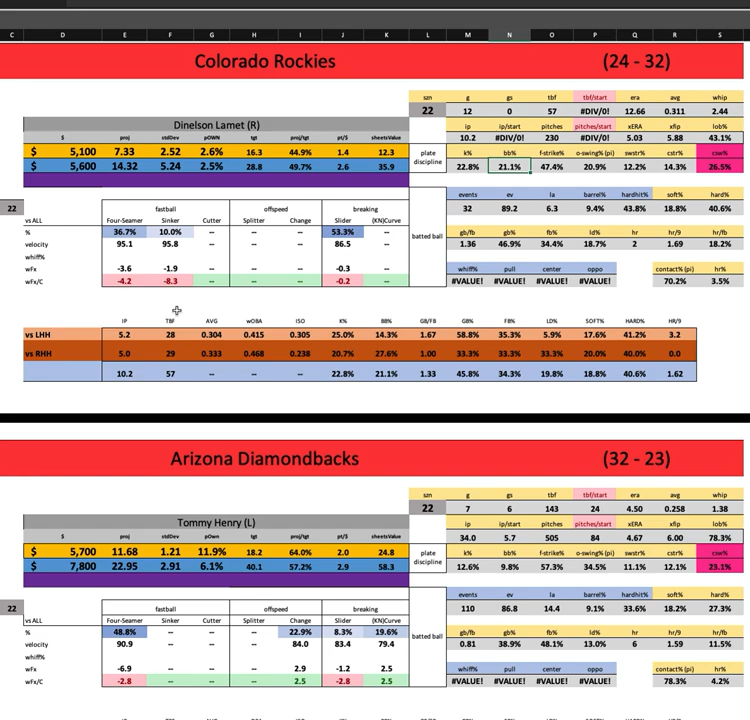 C D E F G H I J K L M N O P Q R S
Colorado Rockies (24 - 32)
szn g gs tbf tbf/start era avg whip
22 12 0 57 #DIV/0! 12.66 0.311 2.44
Dinelson Lamet (R) ip ip/start pitches pitches/start xERA xfip lob%
$ proj stdDev pOWN tgt proj/tgt pt/$ sheetsValue 10.2 #DIV/0! 230 #DIV/0! 5.03 5.88 43.1%
$ 5,100 7.33 2.52 2.6% 16.3 44.9% 1.4 12.3 plate discipline k% bb% f-strike% o-swing% (pi) swstr% cstr% csw%
$ 5,600 14.32 5.24 2.5% 28.8 49.7% 2.6 35.9 22.8% 21.1% 47.4% 20.9% 12.2% 14.3% 26.5%
events ev la barrel% hardhit% soft% hard%
22 fastball offspeed breaking 32 89.2 6.3 9.4% 43.8% 18.8% 40.6%
vs ALL Four-Seamer Sinker Cutter Splitter Change Slider (KN)Curve
% 36.7% 10.0% -- -- -- 53.3% -- batted ball gb/fb gb% fb% ld% hr hr/9 hr/fb
velocity 95.1 95.8 -- -- -- 86.5 -- 1.36 46.9% 34.4% 18.7% 2 1.69 18.2%
whiff%
wFx -3.6 -1.9 -0.3 whiff% pull center oppo contact% (pi) hr%
wFx/C -4.2 -8.3 -- -- -- -0.2 -- #VALUE! #VALUE! #VALUE! #VALUE! 70.2% 3.5%
IP TBF AVG wOBA ISO K% BB% GB/FB GB% FB% LD% SOFT% HARD% HR/9
vs LHH 5.2 28 0.304 0.415 0.305 25.0% 14.3% 1.67 58.8% 35.3% 5.9% 17.6% 41.2% 3.2
vs RHH 5.0 29 0.333 0.468 0.238 20.7% 27.6% 1.00 33.3% 33.3% 33.3% 20.0% 40.0% 0.0
10.2 57 -- -- -- 22.8% 21.1% 1.33 45.8% 34.3% 19.8% 18.8% 40.6% 1.62
Arizona Diamondbacks (32 - 23)
szn g gs tbf tbf/start era avg whip
22 7 6 143 24 4.50 0.258 1.38
Tommy Henry (L) ip ip/start pitches pitches/start xERA xfip lob%
$ proj stdDev pOwn tgt proj/tgt pt/$ sheetsValue 34.0 5.7 505 84 4.67 6.00 78.3%
$ 5,700 11.68 1.21 11.9% 18.2 64.0% 2.0 24.8 plate discipline k% bb% f-strike% o-swing% (pi) swstr% cstr% csw%
$ 7,800 22.95 2.91 6.1% 40.1 57.2% 2.9 58.3 12.6% 9.8% 57.3% 34.5% 11.1% 12.1% 23.1%
events ev la barrel% hardhit% soft% hard%
22 fastball offspeed breaking 110 86.8 14.4 9.1% 33.6% 18.2% 27.3%
vs ALL Four-Seamer Sinker Cutter Splitter Change Slider (KN)Curve
% 48.8% -- -- -- 22.9% 8.3% 19.6% batted ball gb/fb gb% fb% ld% hr hr/9 hr/fb
velocity 90.9 -- -- -- 84.0 83.4 79.4 0.81 38.9% 48.1% 13.0% 6 1.59 11.5%
whiff%
wFx -6.9 2.9 -1.2 2.5 whiff% pull center oppo contact% (pi) hr%
wFx/C -2.8 -- -- -- 2.5 -2.8 2.5 #VALUE! #VALUE! #VALUE! #VALUE! 78.3% 4.2%